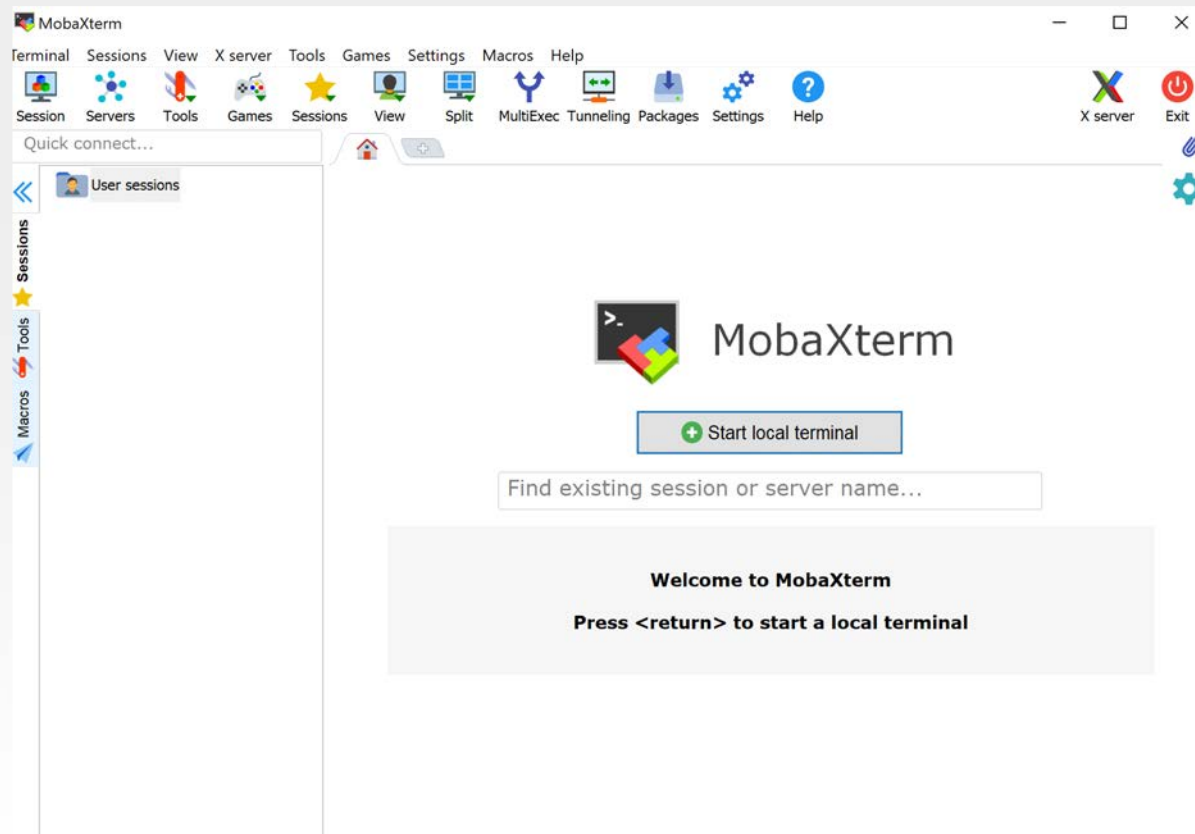 MobaXterm
Terminal Sessions View X server Tools Games Settings Macros Help
Session Servers Tools Games Sessions View Split MultiExec Tunneling Packages Settings Help X server Exit
Quick connect...
User sessions
Sessions
Tools
Macros
>_
MobaXterm
Start local terminal
Find existing session or server name...
Welcome to MobaXterm
Press <return> to start a local terminal